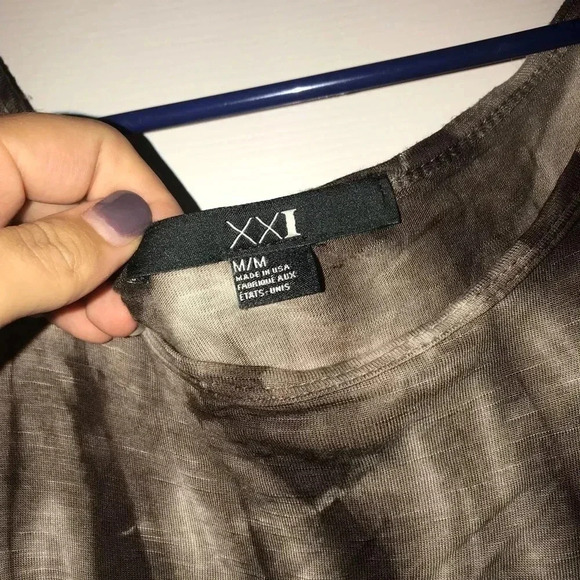 XXI
M/M
MADE IN USA
FABRIQUÉ AUX
ÉTATS-UNIS